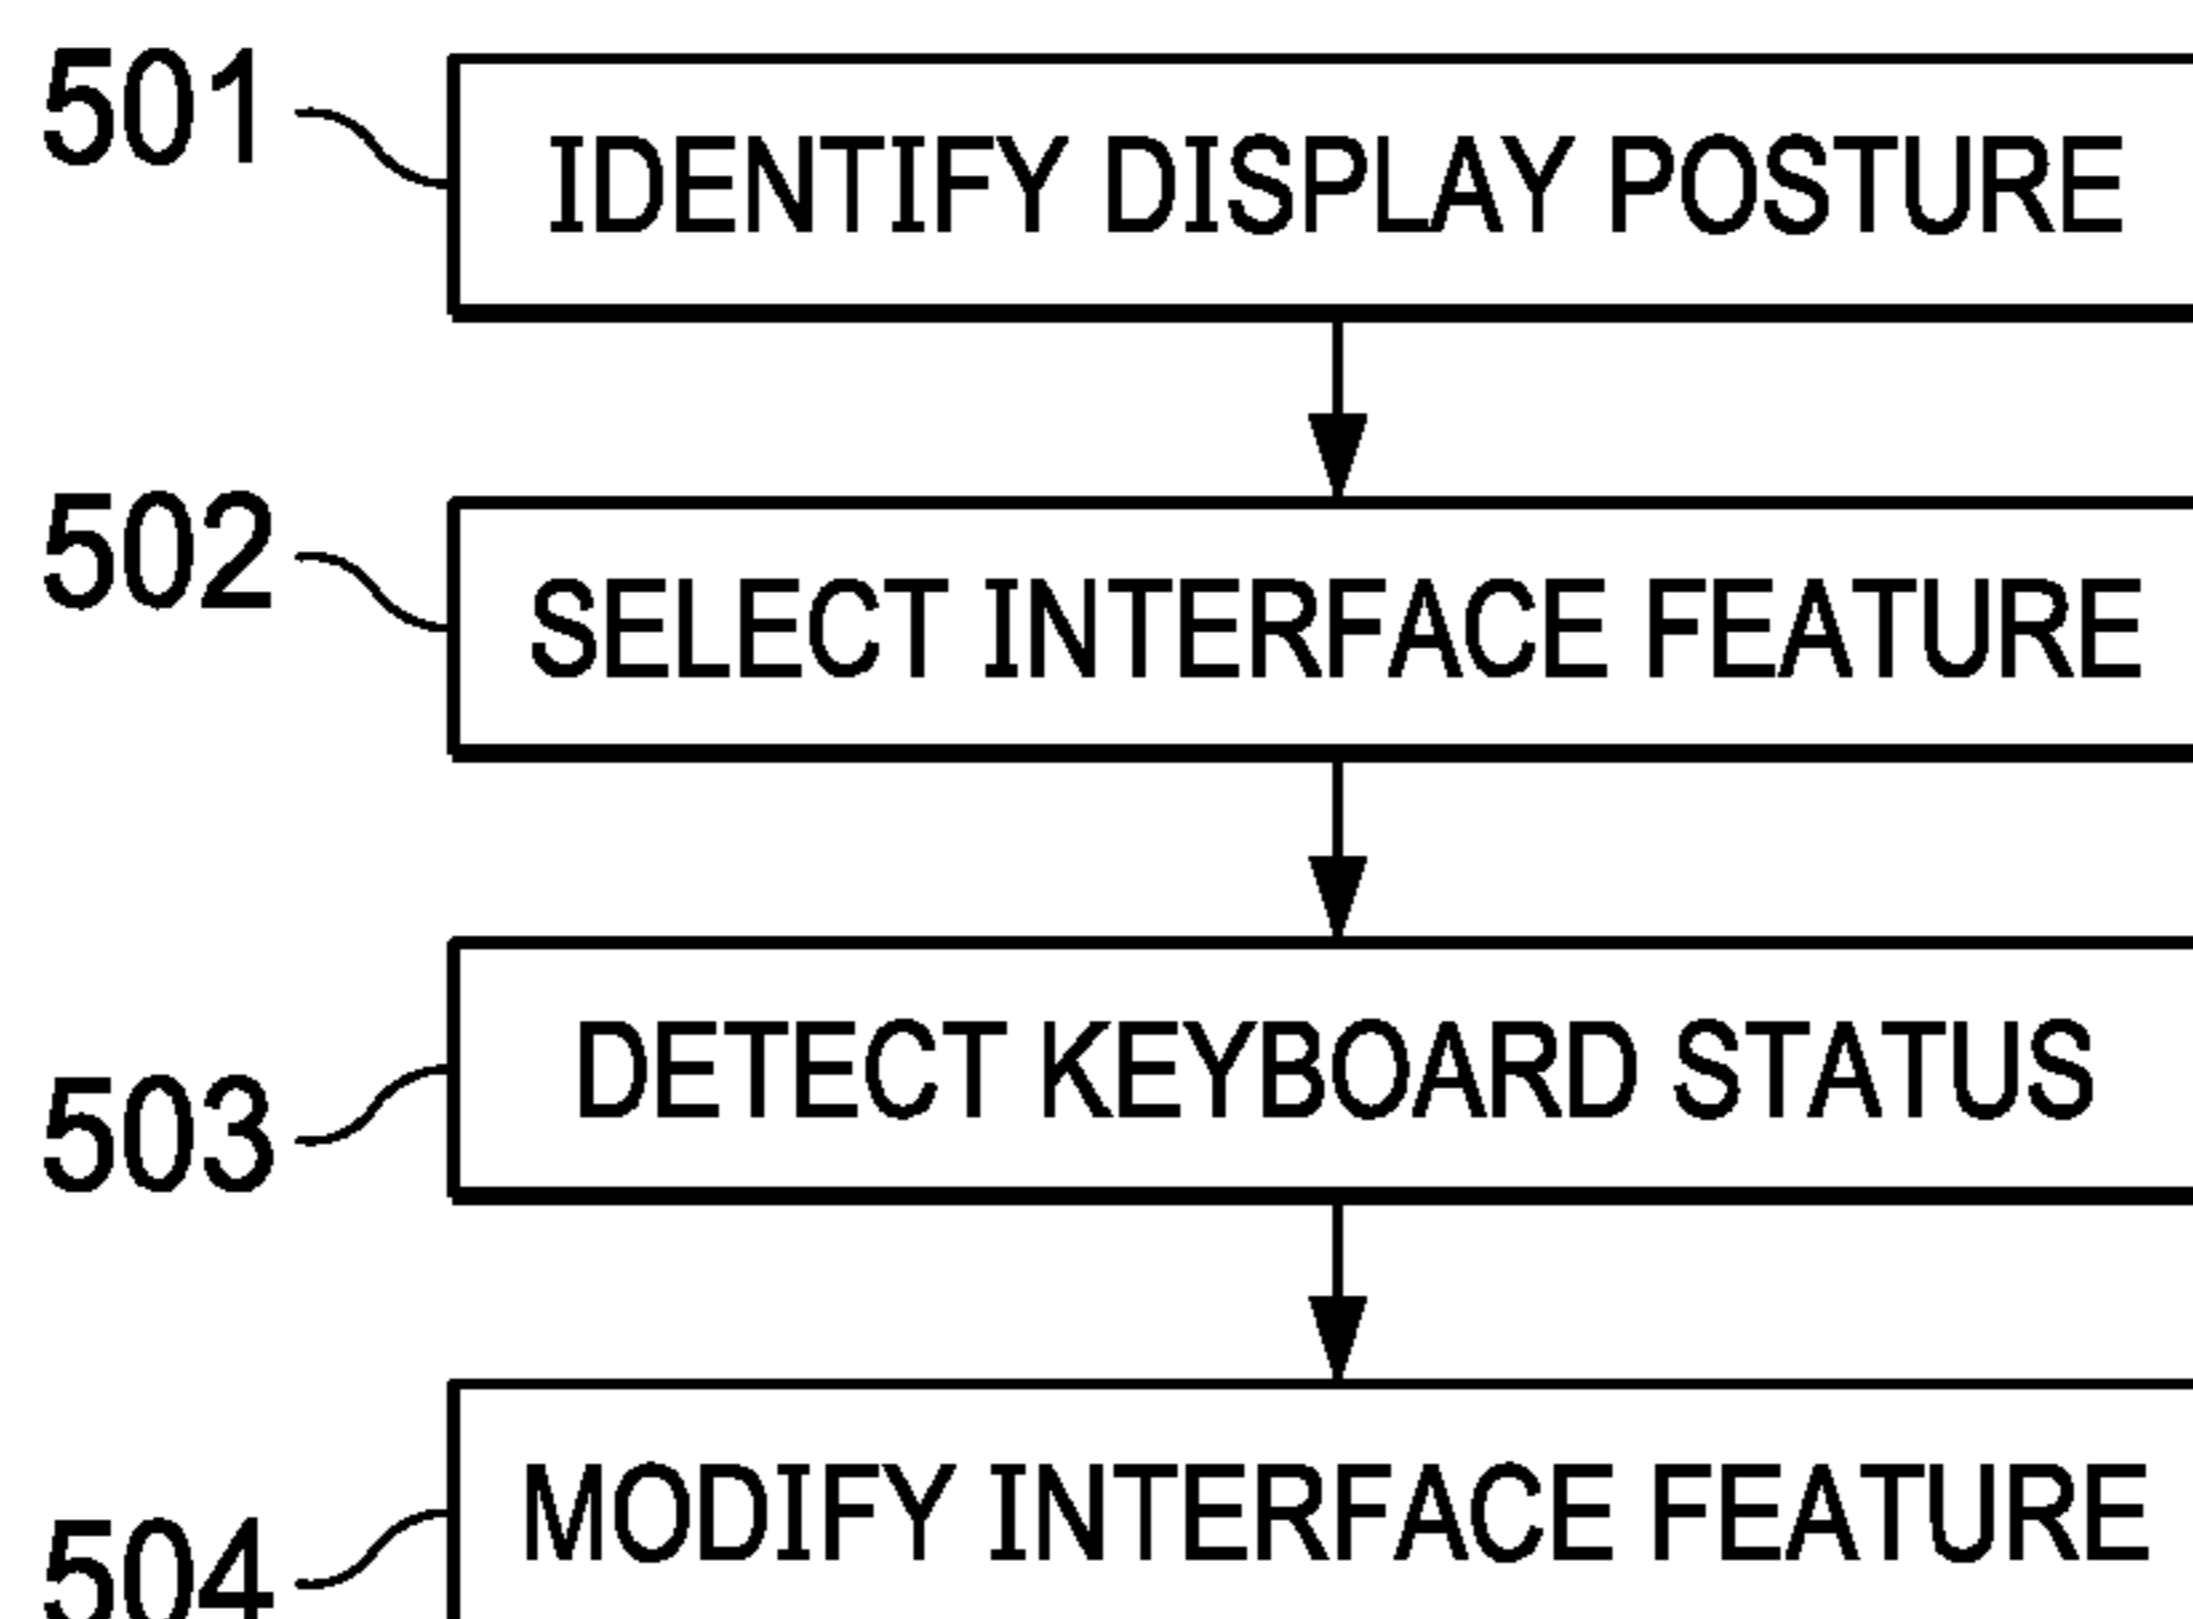 501
IDENTIFY DISPLAY POSTURE
502
SELECT INTERFACE FEATURE
503
DETECT KEYBOARD STATUS
504
MODIFY INTERFACE FEATURE